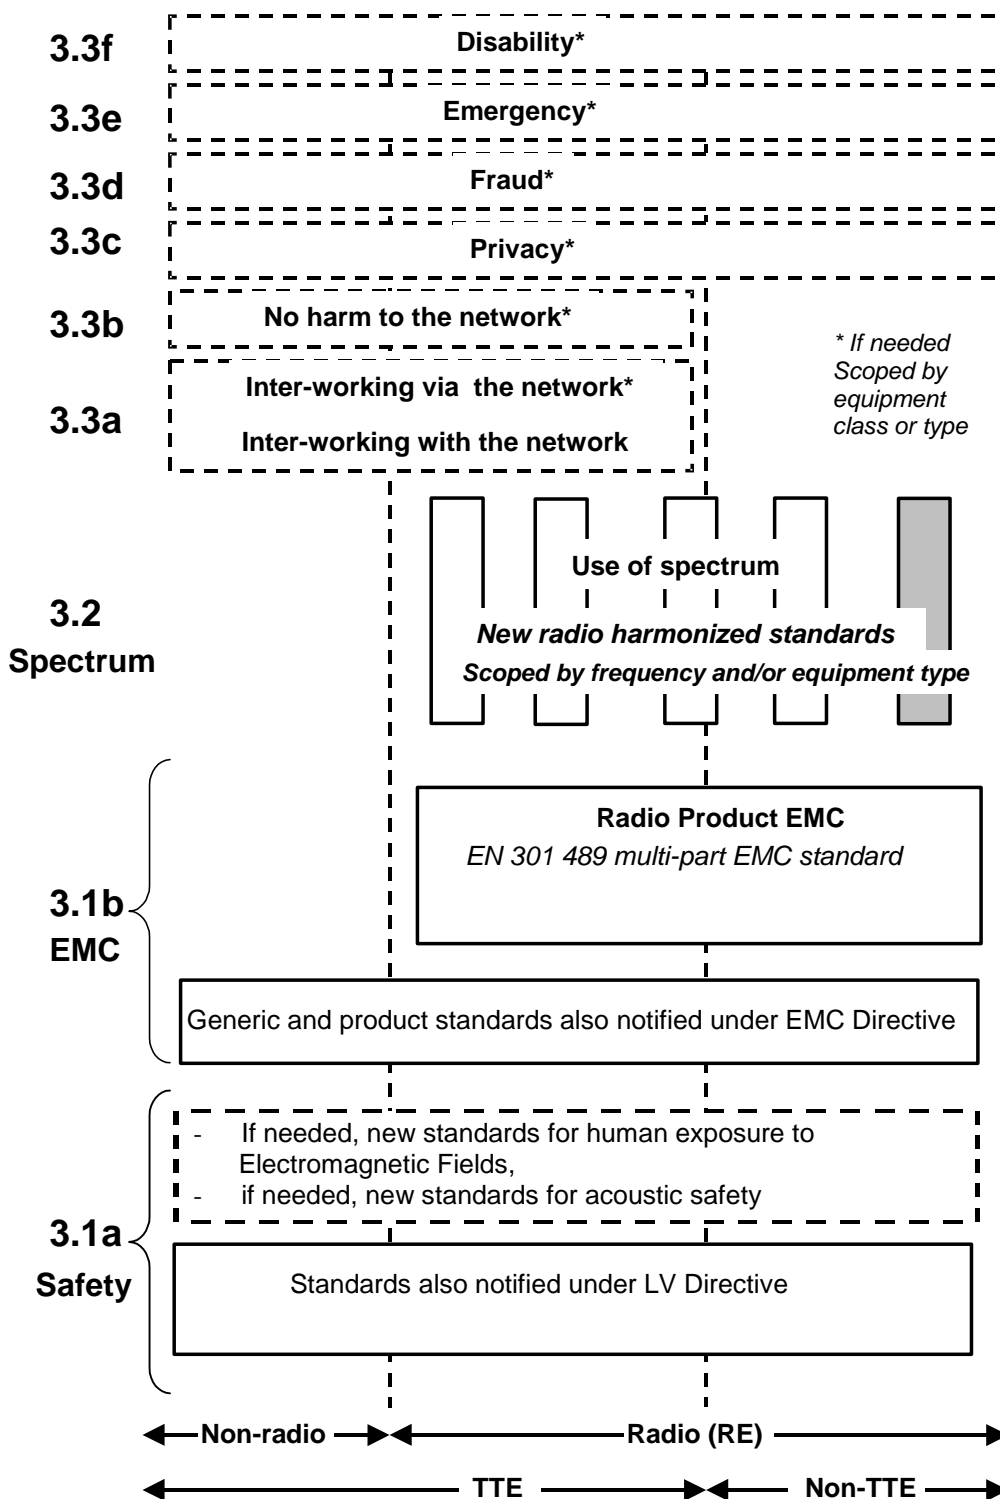 3.3f
Disability*
3.3e
Emergency*
3.3d
Fraud*
3.3c
Privacy*
3.3b
No harm to the network*
3.3a
Inter-working via the network*
Inter-working with the network
* If needed
Scoped by
equipment
class or type
3.2
Spectrum
Use of spectrum
New radio harmonized standards
Scoped by frequency and/or equipment type
3.1b
EMC
Radio Product EMC
EN 301 489 multi-part EMC standard
Generic and product standards also notified under EMC Directive
3.1a
Safety
- If needed, new standards for human exposure to
Electromagnetic Fields,
- if needed, new standards for acoustic safety
Standards also notified under LV Directive
Non-radio
Radio (RE)
TTE
Non-TTE